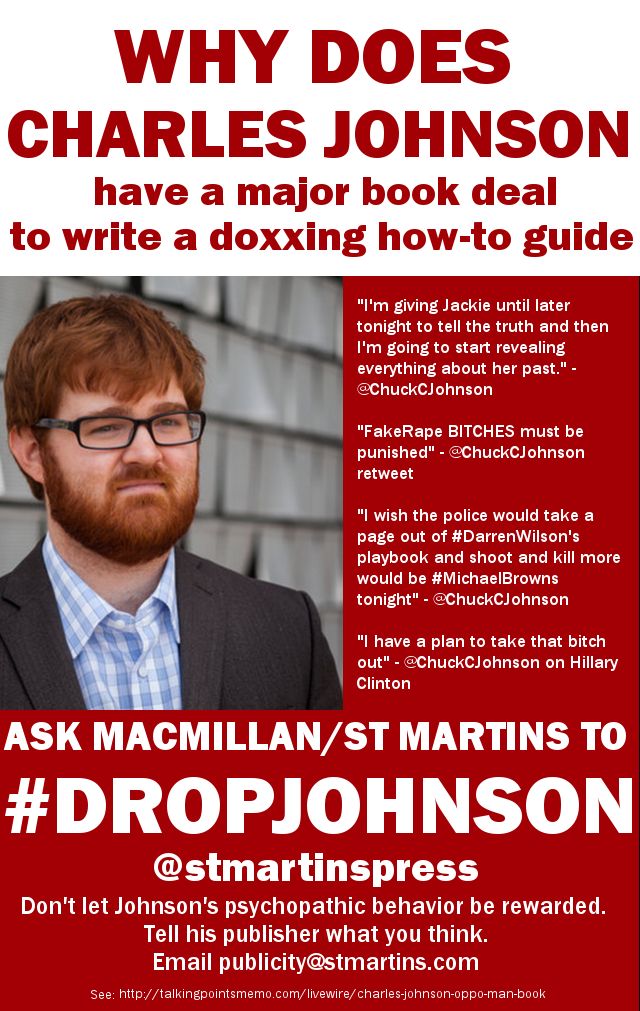 WHY DOES
CHARLES JOHNSON
have a major book deal
to write a doxxing how-to guide
"I'm giving Jackie until later
tonight to tell the truth and then
I'm going to start revealing
everything about her past." -
@ChuckCJohnson
"FakeRape BITCHES must be
punished" - @ChuckCJohnson
retweet
"I wish the police would take a
page out of #DarrenWilson's
playbook and shoot and kill more
would be #MichaelBrowns
tonight" - @ChuckCJohnson
"I have a plan to take that bitch
out" - @ChuckCJohnson on Hillary
Clinton
ASK MACMILLAN/ST MARTINS TO
#DROPJOHNSON
@stmartinspress
Don't let Johnson's psychopathic behavior be rewarded.
Tell his publisher what you think.
Email publicity@stmartins.com
See: http://talkingpointsmemo.com/livewire/charles-johnson-oppo-man-book